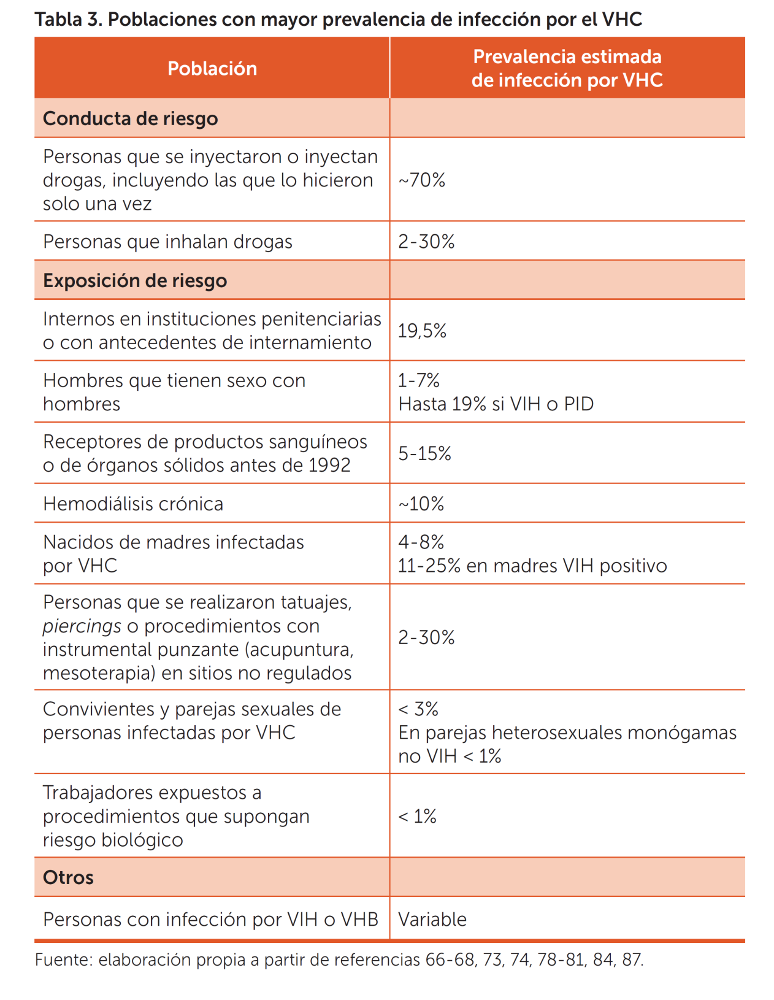 Tabla 3. Poblaciones con mayor prevalencia de infección por el VHC
Población
Prevalencia estimada
de infección por VHC
Conducta de riesgo
Personas que se inyectaron o inyectan
drogas, incluyendo las que lo hicieron
solo una vez
~70%
Personas que inhalan drogas
2-30%
Exposición de riesgo
Internos en instituciones penitenciarias
o con antecedentes de internamiento
19,5%
Hombres que tienen sexo con
hombres
1-7%
Hasta 19% si VIH o PID
Receptores de productos sanguíneos
o de órganos sólidos antes de 1992
5-15%
Hemodiálisis crónica
~10%
Nacidos de madres infectadas
por VHC
4-8%
11-25% en madres VIH positivo
Personas que se realizaron tatuajes,
piercings o procedimientos con
instrumental punzante (acupuntura,
mesoterapia) en sitios no regulados
2-30%
Convivientes y parejas sexuales de
personas infectadas por VHC
< 3%
En parejas heterosexuales monógamas
no VIH < 1%
Trabajadores expuestos a
procedimientos que supongan
riesgo biológico
< 1%
Otros
Personas con infección por VIH o VHB
Variable
Fuente: elaboración propia a partir de referencias 66-68, 73, 74, 78-81, 84, 87.